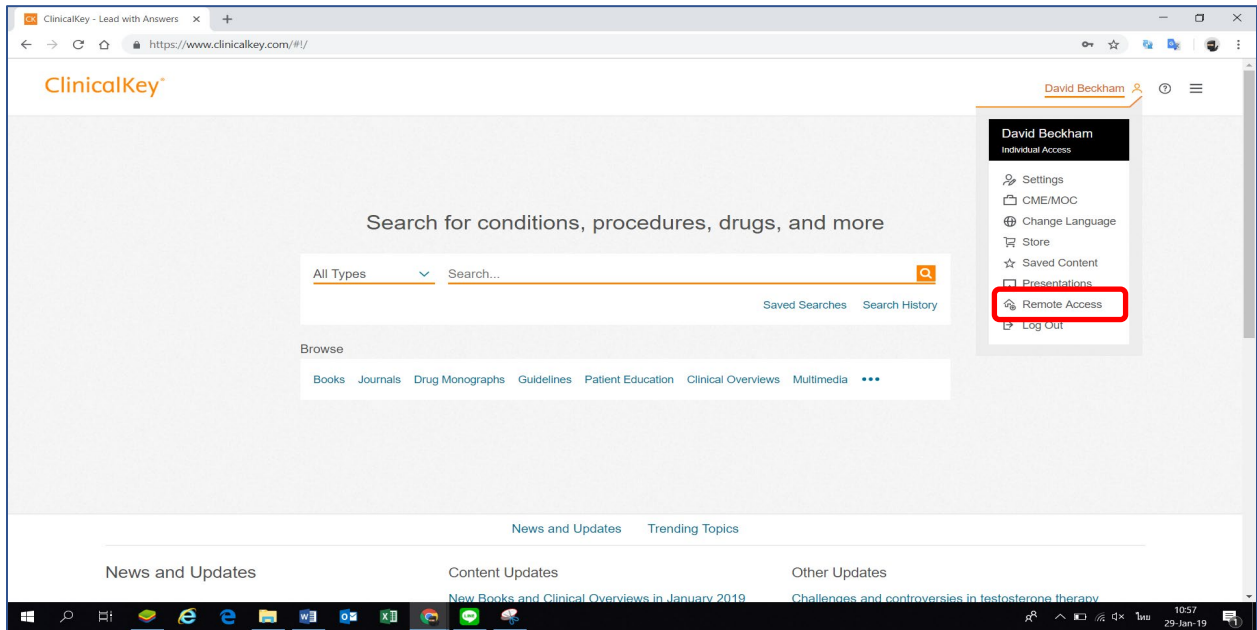 CK ClinicalKey - Lead with Answers
https://www.clinicalkey.com/#!/
ClinicalKey®
David Beckham
David Beckham
Individual Access
Settings
CME/MOC
Change Language
Store
Saved Content
Presentations
Remote Access
Log Out
Search for conditions, procedures, drugs, and more
All Types Search...
Saved Searches Search History
Browse
Books Journals Drug Monographs Guidelines Patient Education Clinical Overviews Multimedia •••
News and Updates Trending Topics
News and Updates Content Updates Other Updates
New Books and Clinical Overviews in January 2019 Challenges and controversies in testosterone therapy
LINE
ไทย 10:57
29-Jan-19